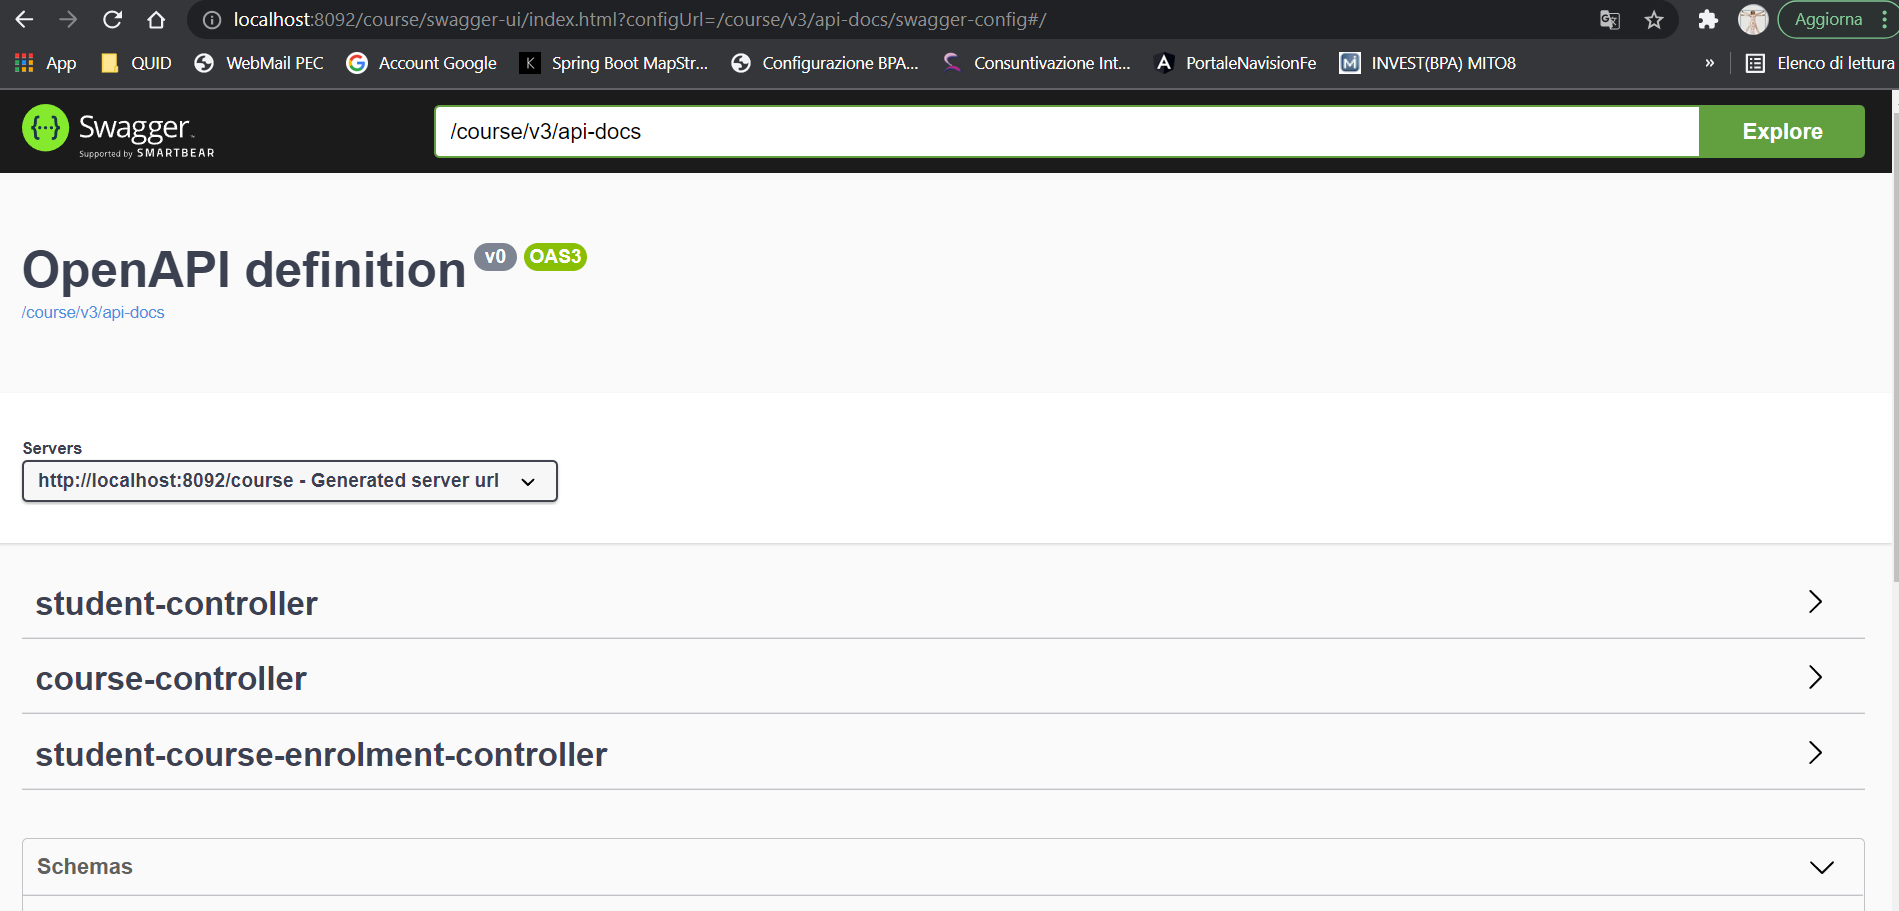 localhost:8092/course/swagger-ui/index.html?configUrl=/course/v3/api-docs/swagger-config#/
Aggiorna
App
QUID
WebMail PEC
Account Google
K
Spring Boot MapStr...
Configurazione BPA...
Consuntivazione Int...
A
PortaleNavisionFe
M
INVEST(BPA) MITO8
»
Elenco di lettura
{···} Swagger
Supported by SMARTBEAR
/course/v3/api-docs
Explore
OpenAPI definition v0 OAS3
/course/v3/api-docs
Servers
http://localhost:8092/course - Generated server url
student-controller
course-controller
student-course-enrolment-controller
Schemas